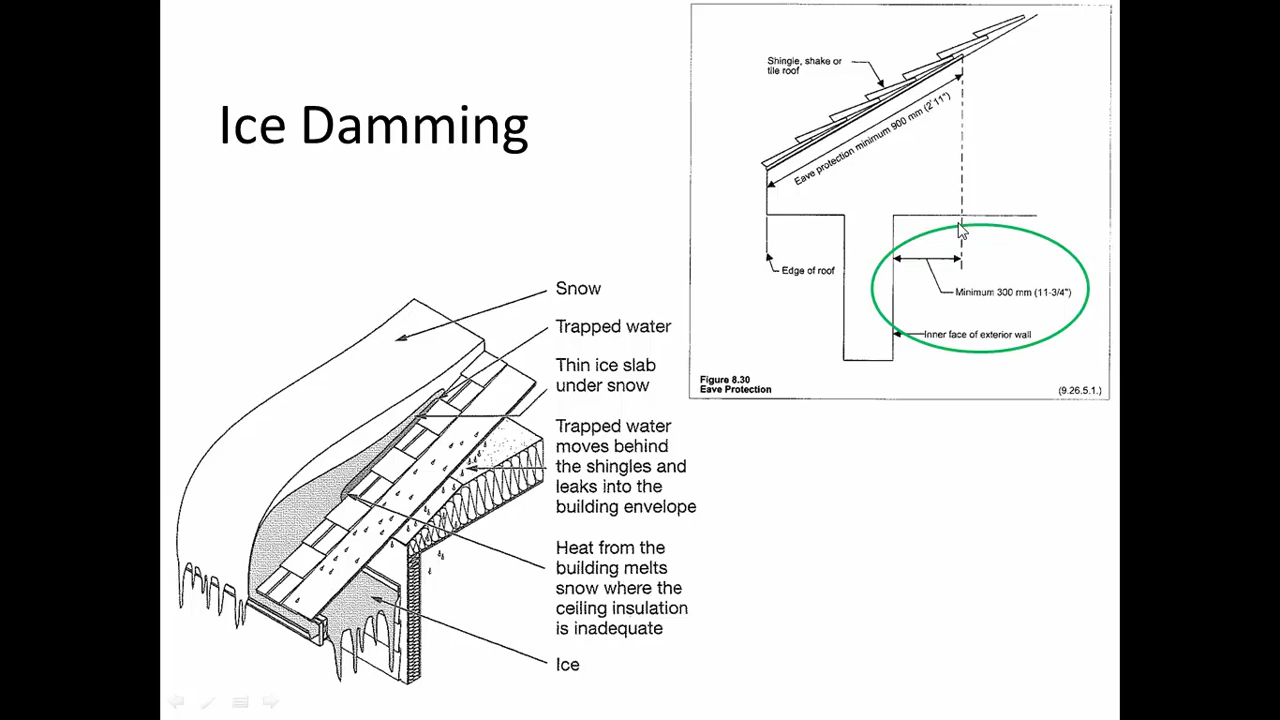 Ice Damming
Shingle, shake or
tile roof
Eave protection minimum 900 mm (2'11")
Edge of roof
Minimum 300 mm (11-3/4")
Inner face of exterior wall
Figure 8.30
Eave Protection
(9.26.5.1.)
Snow
Trapped water
Thin ice slab
under snow
Trapped water
moves behind
the shingles and
leaks into the
building envelope
Heat from the
building melts
snow where the
ceiling insulation
is inadequate
Ice